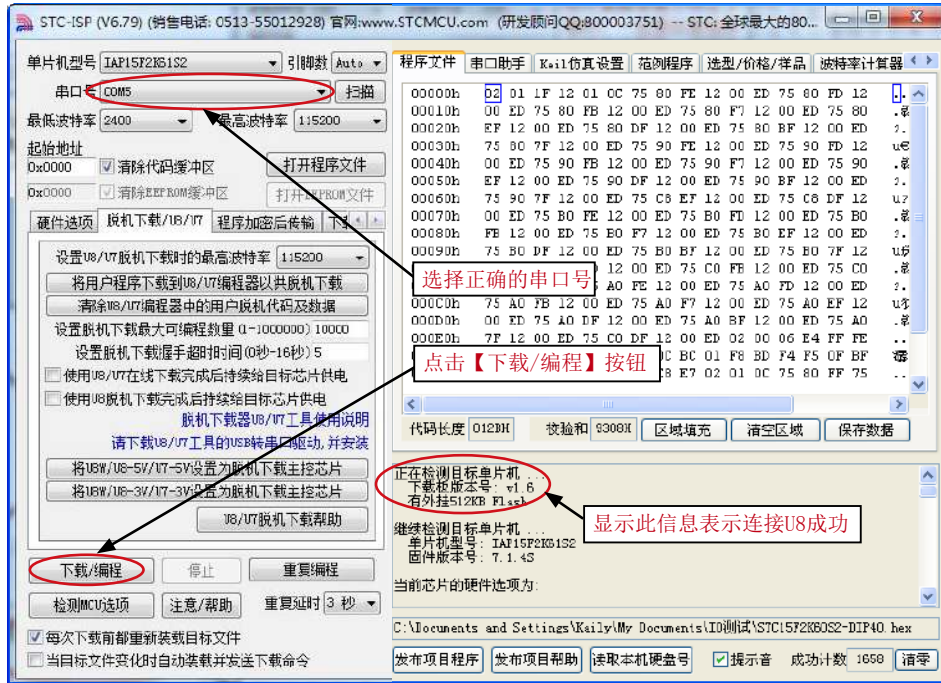 STC-ISP (V6.79) (销售电话: 0513-55012928) 官网:www.STCMCU.com (研发顾问QQ:800003751) -- STC: 全球最大的80...
单片机型号 IAP15F2K61S2 引脚数 Auto
串口号 COM5 扫描
最低波特率 2400 最高波特率 115200
起始地址
0x0000 清除代码缓冲区 打开程序文件
0x0000 清除EEPROM缓冲区 打开EEPROM文件
硬件选项 脱机下载/U8/U7 程序加密后传输
设置U8/U7脱机下载时的最高波特率 115200
将用户程序下载到U8/U7编程器以共脱机下载
清除U8/U7编程器中的用户脱机代码及数据
设置脱机下载最大可编程数量 (1-1000000) 10000
设置脱机下载握手超时时间(0秒-16秒) 5
使用U8/U7在线下载完成后持续给目标芯片供电
使用U8脱机下载完成后持续给目标芯片供电
脱机下载器U8/U7工具使用说明
请下载U8/U7工具的USB转串口驱动,并安装
将U8W/U8-5V/U7-5V设置为脱机下载主控芯片
将U8W/U8-3V/U7-3V设置为脱机下载主控芯片
U8/U7脱机下载帮助
下载/编程 停止 重复编程
检测MCU选项 注意/帮助 重复延时 3 秒
每次下载前都重新装载目标文件
当目标文件变化时自动装载并发送下载命令
程序文件 串口助手 Keil仿真设置 范例程序 选型/价格/样品 波特率计算器
00000h 02 01 1F 12 01 0C 75 80 FE 12 00 ED 75 80 FD 12
00010h 00 ED 75 80 FB 12 00 ED 75 80 F7 12 00 ED 75 80
00020h EF 12 00 ED 75 80 DF 12 00 ED 75 80 BF 12 00 ED
00030h 75 80 7F 12 00 ED 75 90 FE 12 00 ED 75 90 FD 12
00040h 00 ED 75 90 FB 12 00 ED 75 90 F7 12 00 ED 75 90
00050h EF 12 00 ED 75 90 DF 12 00 ED 75 90 BF 12 00 ED
00060h 75 90 7F 12 00 ED 75 C8 EF 12 00 ED 75 C8 DF 12
00070h 00 ED 75 B0 FE 12 00 ED 75 B0 FD 12 00 ED 75 B0
00080h FB 12 00 ED 75 B0 F7 12 00 ED 75 B0 EF 12 00 ED
00090h 75 B0 DF 12 00 ED 75 B0 BF 12 00 ED 75 B0 7F 12
12 00 ED 75 C0 FB 12 00 ED 75 C0
选择正确的串口号
A0 FE 12 00 ED 75 A0 FD 12 00 ED
000C0h 75 A0 FB 12 00 ED 75 A0 F7 12 00 ED 75 A0 EF 12
000D0h 00 ED 75 A0 DF 12 00 ED 75 A0 BF 12 00 ED 75 A0
000E0h 7F 12 00 ED 75 C0 DF 12 00 ED 02 00 06 E4 FF FE
BC 01 F8 BD F4 F5 0F BF
点击【下载/编程】按钮
E7 02 01 0C 75 80 FF 75
代码长度 012BH 校验和 9308H 区域填充 清空区域 保存数据
正在检测目标单片机 ...
下载板版本号: v1.6
有外挂512KB Flash
显示此信息表示连接U8成功
继续检测目标单片机 ...
单片机型号: IAP15F2K61S2
固件版本号: 7.1.4S
当前芯片的硬件选项为:
C:\Documents and Settings\Kaily\My Documents\IO测试\STC15F2K60S2-DIP40.hex
发布项目程序 发布项目帮助 读取本机硬盘号 提示音 成功计数 1658 清零